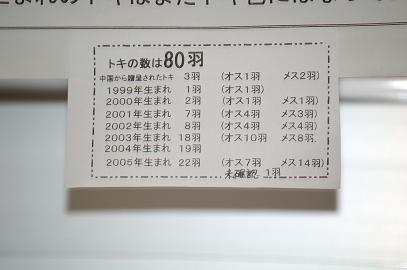 トキの数は80羽
中国から贈呈されたトキ 3羽 (オス1羽 メス2羽)
1999年生まれ 1羽 (オス1羽)
2000年生まれ 2羽 (オス1羽 メス1羽)
2001年生まれ 7羽 (オス4羽 メス3羽)
2002年生まれ 8羽 (オス4羽 メス4羽)
2003年生まれ 18羽 (オス10羽 メス8羽.
2004年生まれ 19羽
2005年生まれ 22羽 (オス7羽 メス14羽)
未確認 1羽